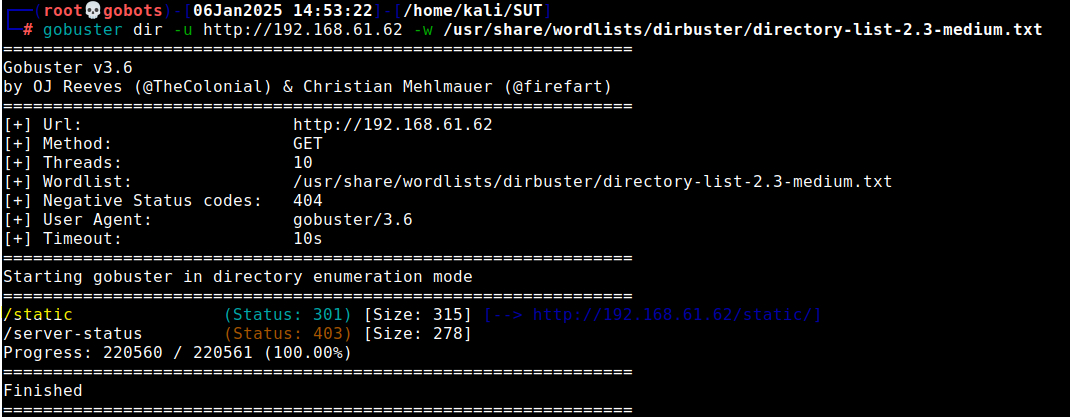 ┌──(root💀gobots)-[06Jan2025 14:53:22]-[/home/kali/SUT]
└─# gobuster dir -u http://192.168.61.62 -w /usr/share/wordlists/dirbuster/directory-list-2.3-medium.txt
===============================================================
Gobuster v3.6
by OJ Reeves (@TheColonial) & Christian Mehlmauer (@firefart)
===============================================================
[+] Url:                     http://192.168.61.62
[+] Method:                  GET
[+] Threads:                 10
[+] Wordlist:                /usr/share/wordlists/dirbuster/directory-list-2.3-medium.txt
[+] Negative Status codes:   404
[+] User Agent:              gobuster/3.6
[+] Timeout:                 10s
===============================================================
Starting gobuster in directory enumeration mode
===============================================================
/static               (Status: 301) [Size: 315] [--> http://192.168.61.62/static/]
/server-status        (Status: 403) [Size: 278]
Progress: 220560 / 220561 (100.00%)
===============================================================
Finished
===============================================================